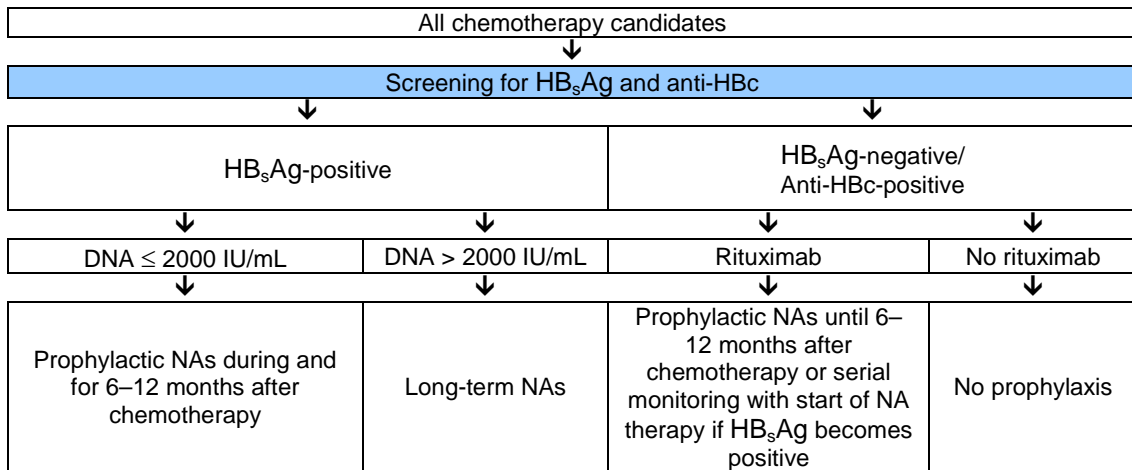 All chemotherapy candidates
Screening for HBsAg and anti-HBc
HBsAg-positive
HBsAg-negative/
Anti-HBc-positive
DNA ≤ 2000 IU/mL
DNA > 2000 IU/mL
Rituximab
No rituximab
Prophylactic NAs during and
for 6–12 months after
chemotherapy
Long-term NAs
Prophylactic NAs until 6–
12 months after
chemotherapy or serial
monitoring with start of NA
therapy if HBsAg becomes
positive
No prophylaxis